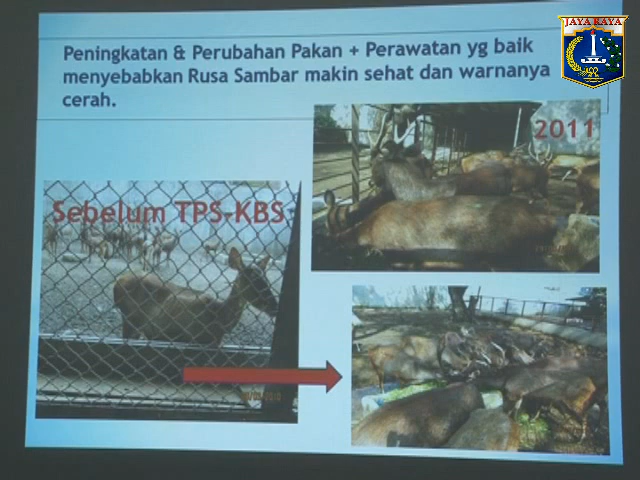 JAYA RAYA
Peningkatan & Perubahan Pakan + Perawatan yg baik
menyebabkan Rusa Sambar makin sehat dan warnanya
cerah.
2011
Sebelum TPS-KBS